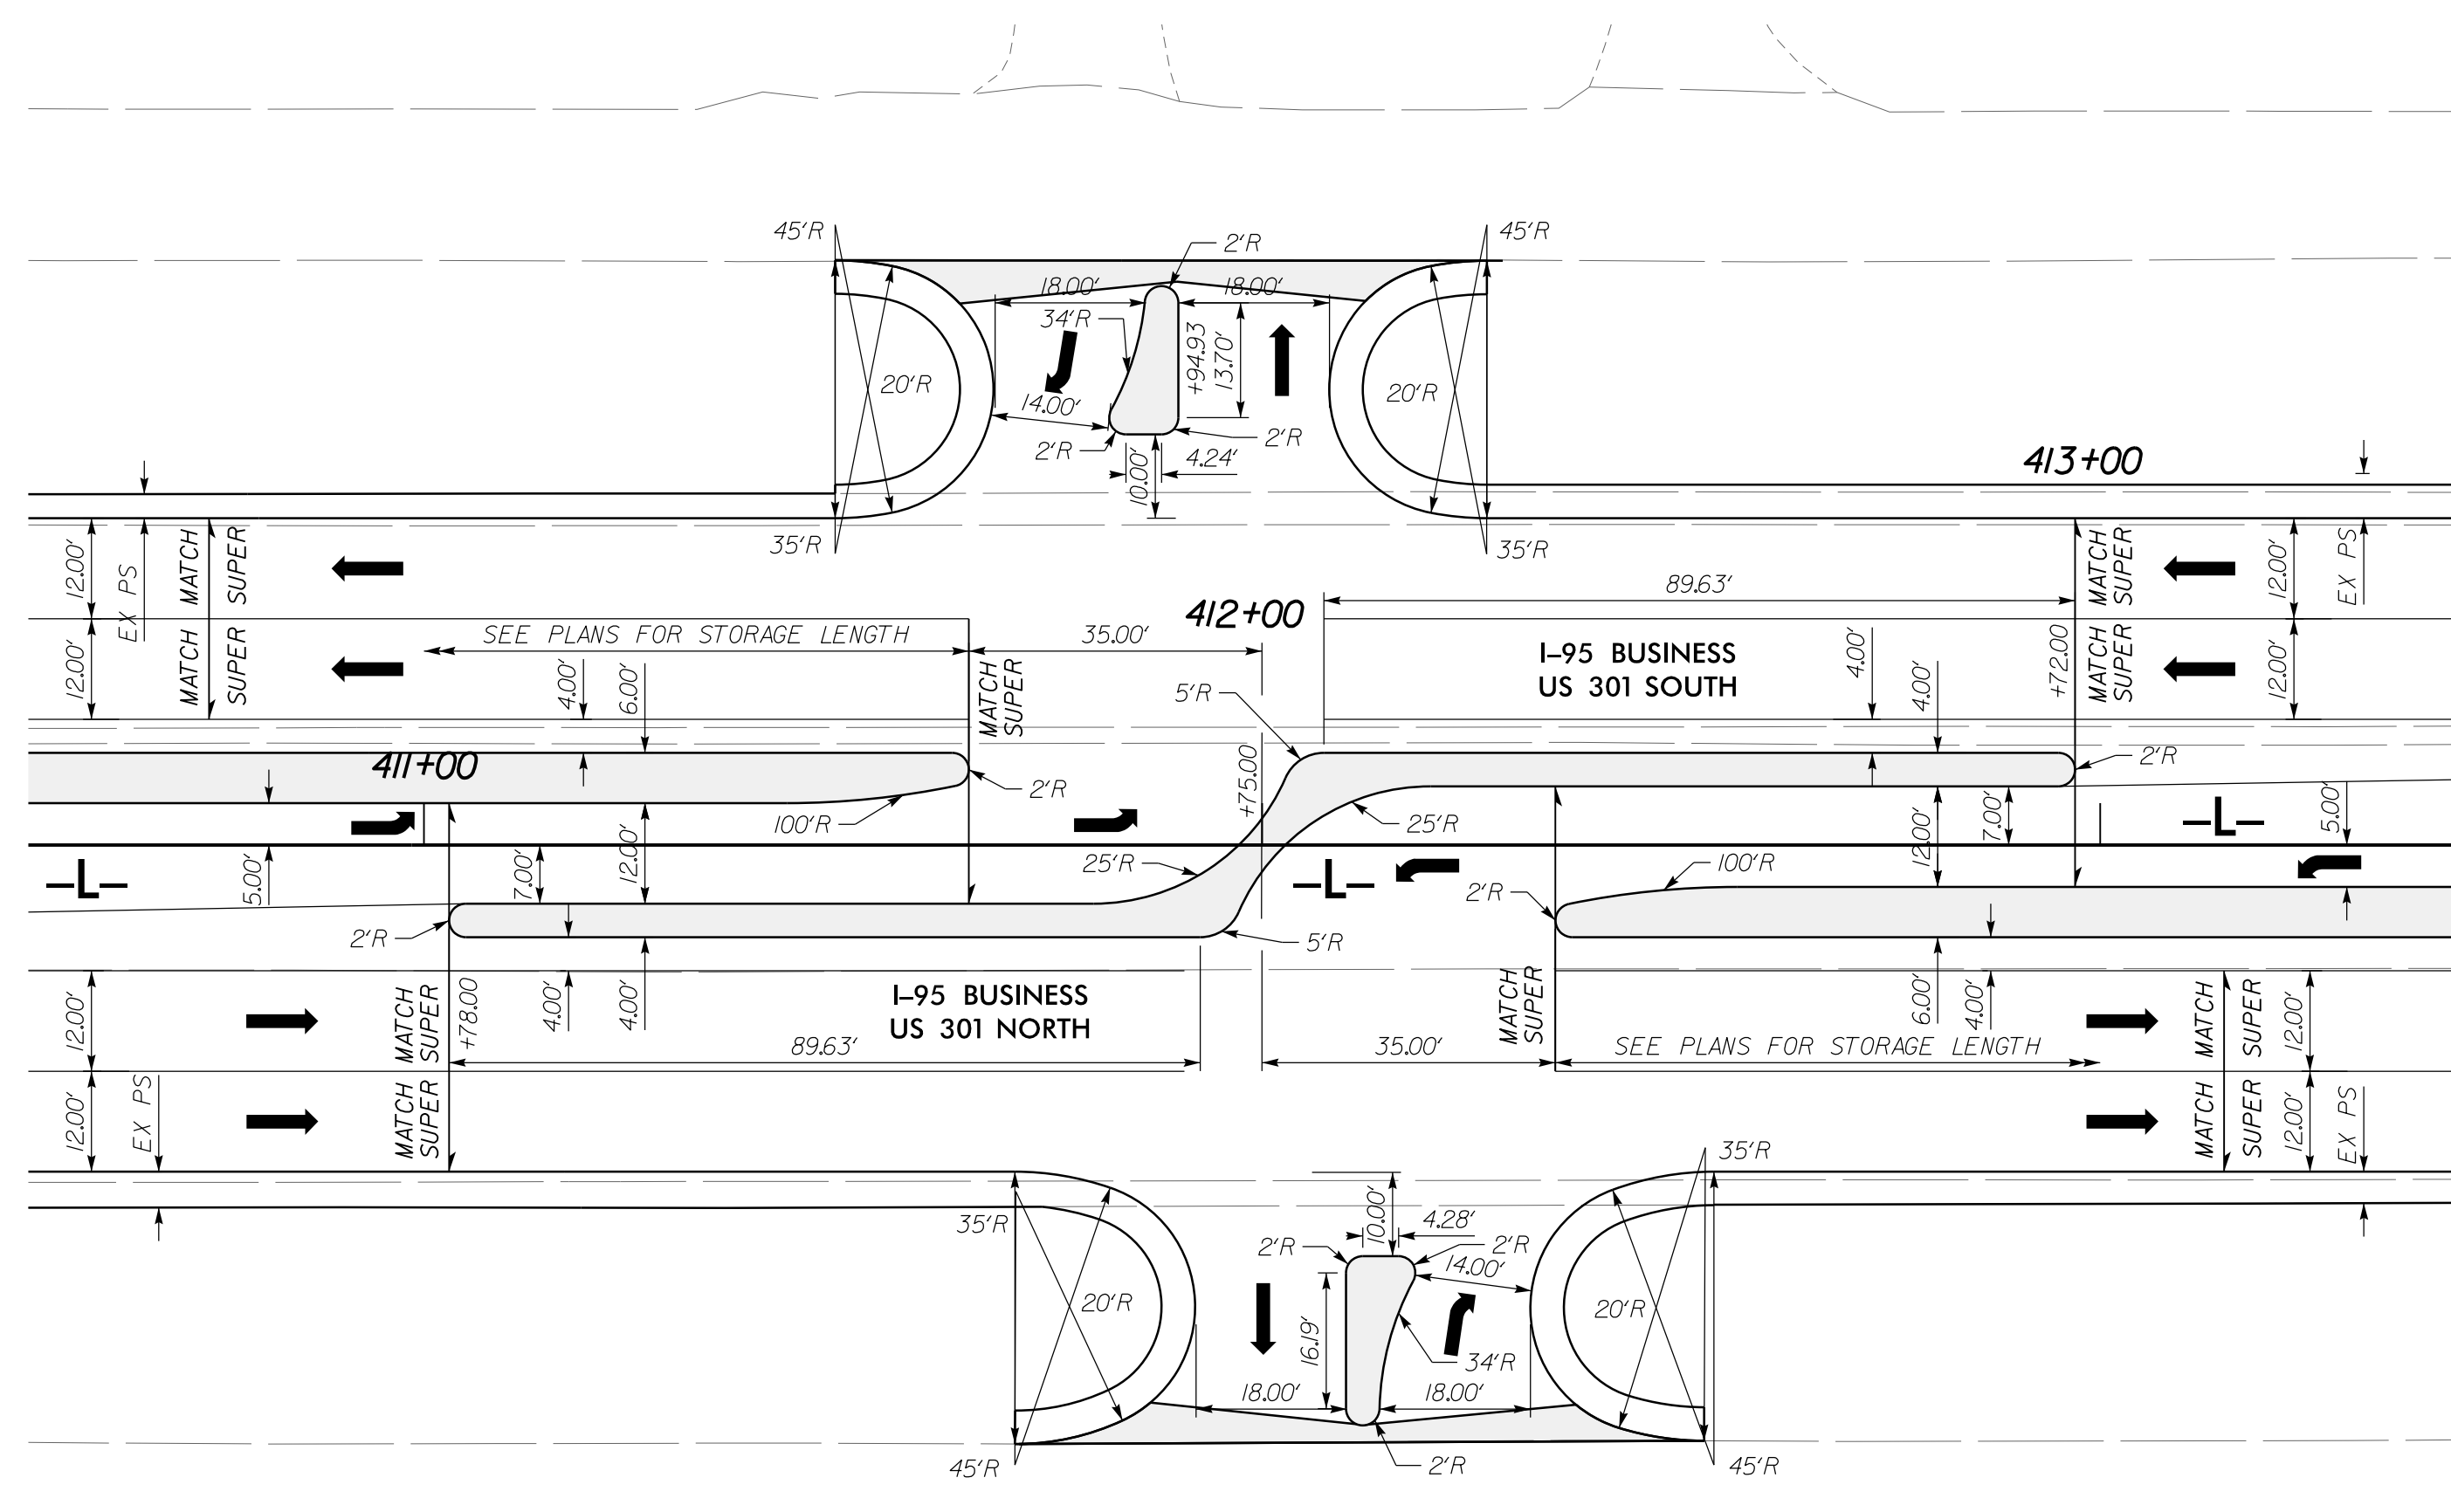 45'R
2'R
45'R
18.00'
18.00'
34'R
+94.93
13.70'
20'R
20'R
14.00'
2'R
2'R
4.24'
10.00'
413+00
35'R
35'R
12.00'
EX PS
MATCH
SUPER
89.63'
MATCH
SUPER
12.00'
EX PS
412+00
SEE PLANS FOR STORAGE LENGTH
35.00'
12.00'
MATCH
SUPER
4.00'
6.00'
MATCH
SUPER
I-95 BUSINESS
US 301 SOUTH
4.00'
4.00'
+72.00
MATCH
SUPER
12.00'
5'R
411+00
2'R
+75.00
2'R
100'R
25'R
12.00'
7.00'
-L-
5.00'
-L-
5.00'
7.00'
12.00'
25'R
-L-
100'R
2'R
2'R
5'R
12.00'
MATCH
SUPER
+78.00
4.00'
4.00'
I-95 BUSINESS
US 301 NORTH
MATCH
SUPER
6.00'
4.00'
MATCH
SUPER
12.00'
89.63'
35.00'
SEE PLANS FOR STORAGE LENGTH
12.00'
EX PS
MATCH
SUPER
MATCH
SUPER
12.00'
EX PS
35'R
35'R
10.00'
4.28'
2'R
2'R
14.00'
20'R
20'R
16.19'
34'R
18.00'
18.00'
45'R
2'R
45'R